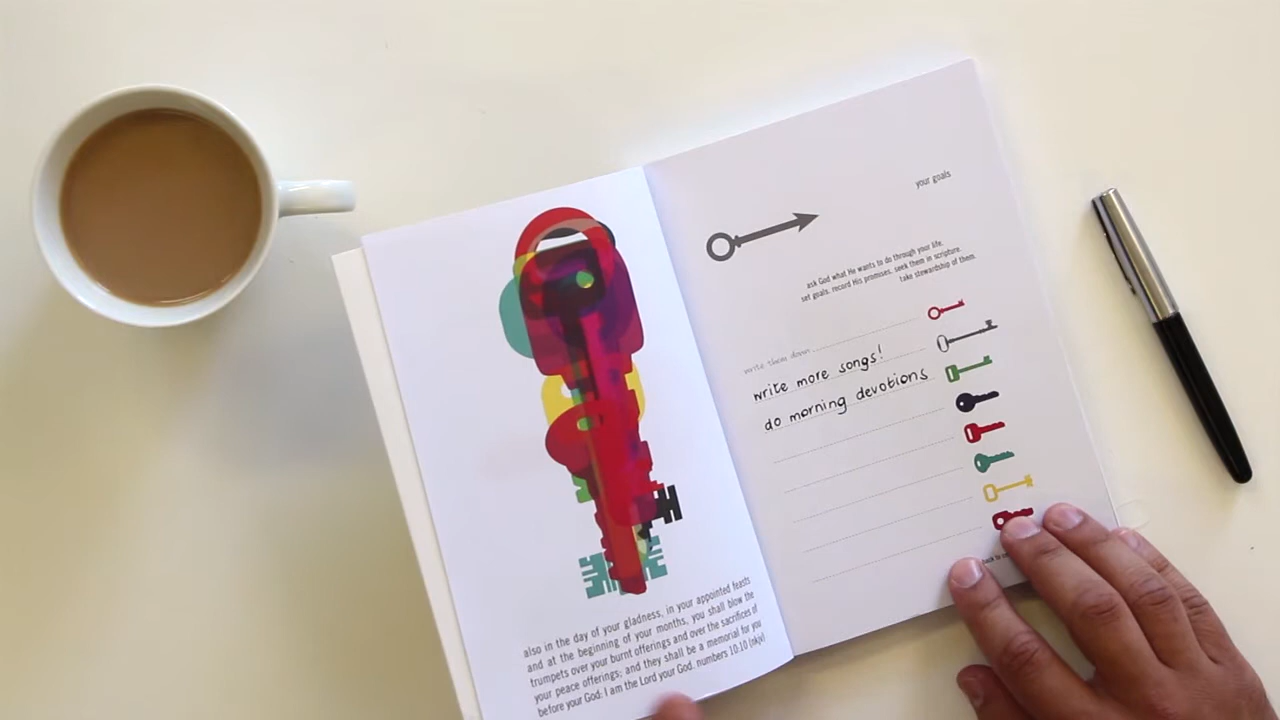 also in the day of your gladness, in your appointed feasts
and at the beginning of your months, you shall blow the
trumpets over your burnt offerings and over the sacrifices of
your peace offerings; and they shall be a memorial for you
before your God: I am the Lord your God. numbers 10:10 (nkjv)
your goals
ask God what He wants to do through your life.
set goals. record His promises. seek them in scripture.
take stewardship of them.
write them down
write more songs!
do morning devotions
back to